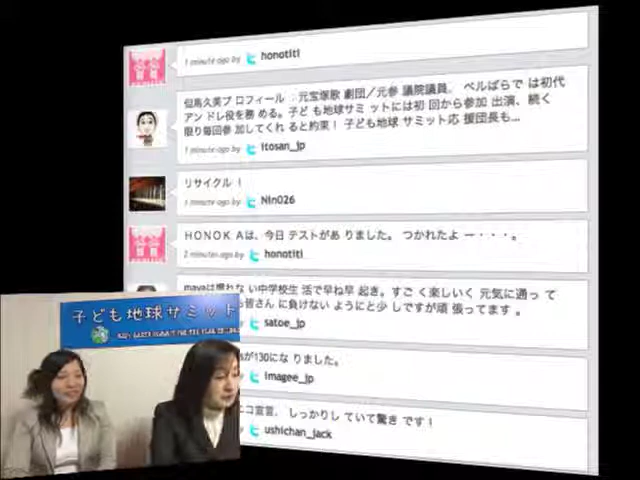 1 minute ago by honotiti
但馬久美プ ロフィール :元宝塚歌 劇団／元参 議院議員。 ベルばらで は初代
アン ドレ役を務 める。子ど も地球サミ ットには初 回から参加 出演、続く
限り毎回参 加してくれ ると約束！ 子ども地球 サミット応 援団長も...
1 minute ago by itosan_jp
リサイクル ！
1 minute ago by Nin026
ＨＯＮＯＫ Ａは、今日 テストがあ りました。 つかれたよ ー・・・。
2 minutes ago by honotiti
mayaは慣れな い中学校生 活で早ね早 起き。すご く楽しいく 元気に通っ て
皆さん に負けない ようにと少 しですが頑 張ってます 。
satoe_jp
が130にな りました。
imagee_jp
コ宣言。 しっかりし ていて驚き です！
ushichan_jack
子ども地球サミット